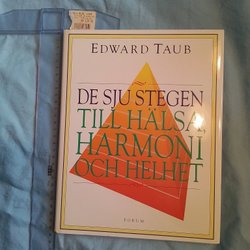 EDWARD TAUB
DE SJU STEGEN
TILL HÄLSA,
HARMONI
OCH HELHET
FORUM